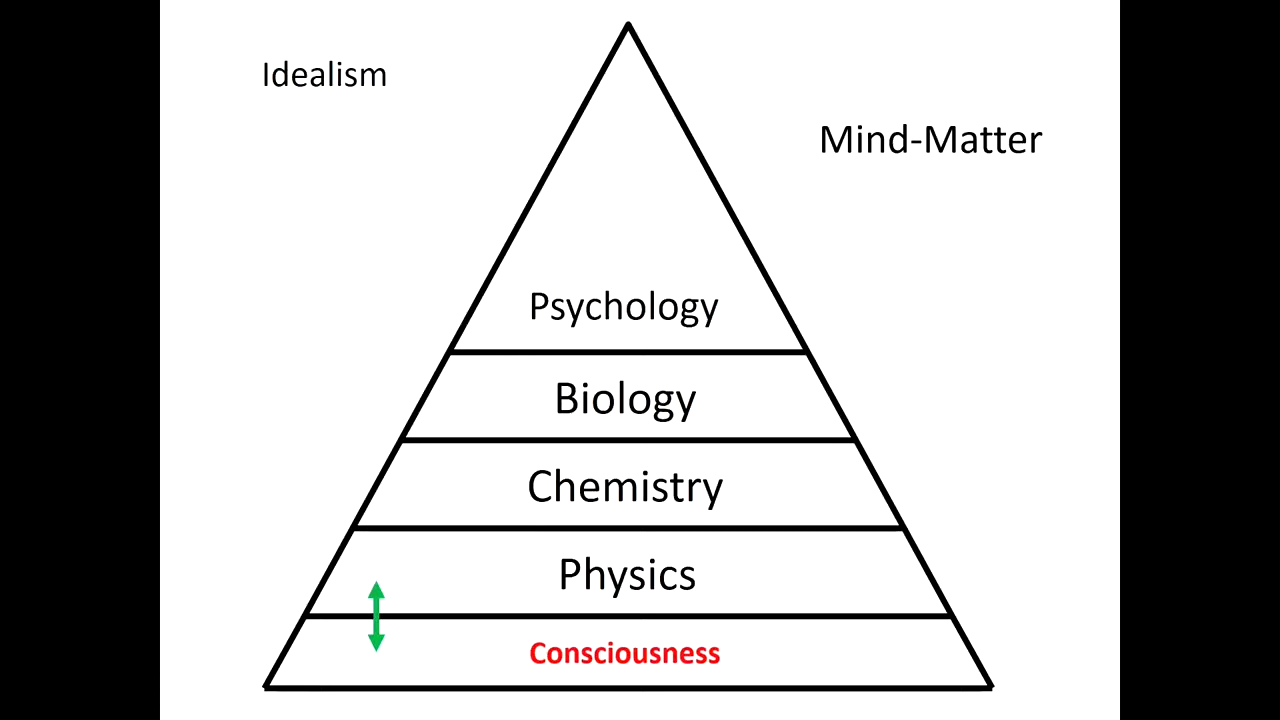 Idealism
Mind-Matter
Psychology
Biology
Chemistry
Physics
Consciousness